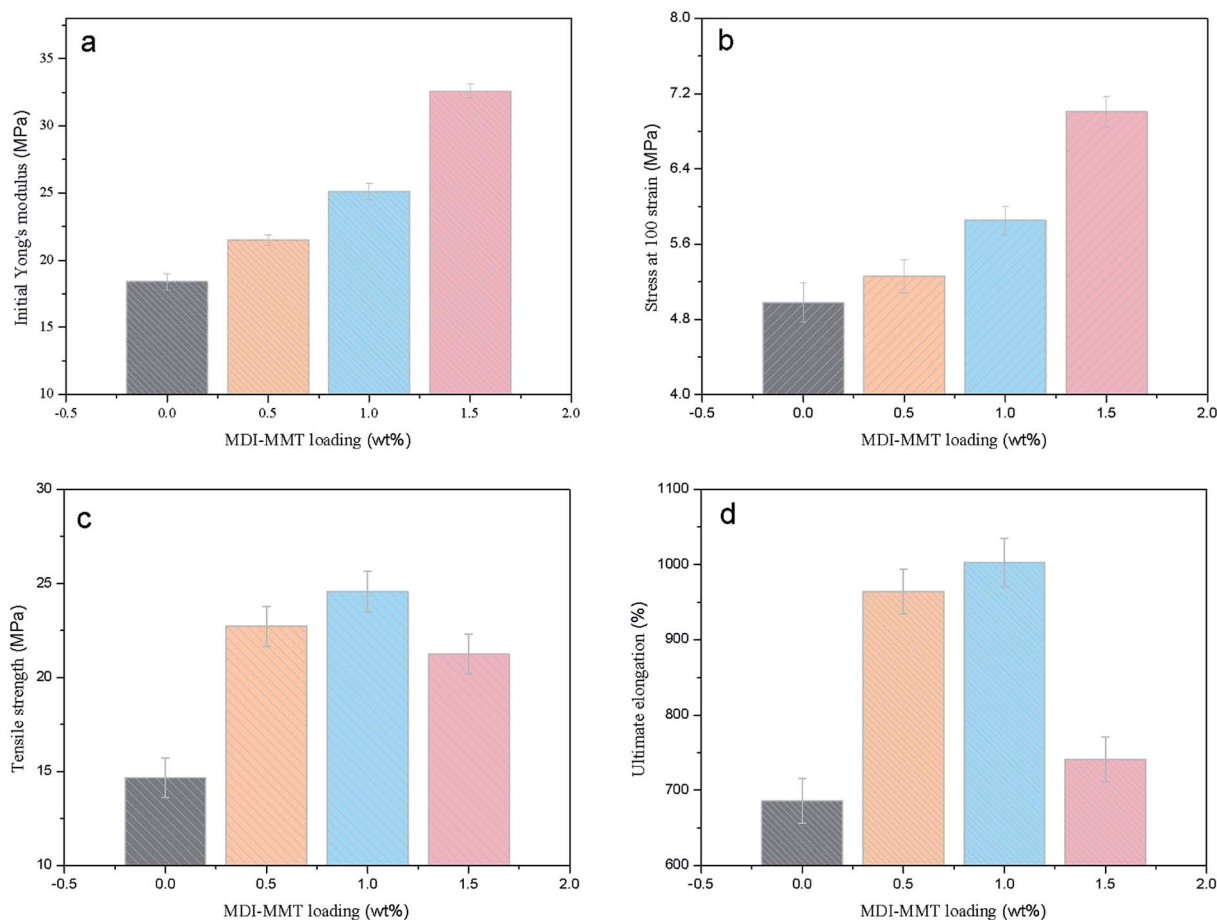 a
Initial Yong's modulus (MPa)
35
30
25
20
15
10
-0.5 0.0 0.5 1.0 1.5 2.0
MDI-MMT loading (wt%)
b
Stress at 100 strain (MPa)
8.0
7.2
6.4
5.6
4.8
4.0
-0.5 0.0 0.5 1.0 1.5 2.0
MDI-MMT loading (wt%)
c
Tensile strength (MPa)
30
25
20
15
10
-0.5 0.0 0.5 1.0 1.5 2.0
MDI-MMT loading (wt%)
d
Ultimate elongation (%)
1100
1000
900
800
700
600
-0.5 0.0 0.5 1.0 1.5 2.0
MDI-MMT loading (wt%)